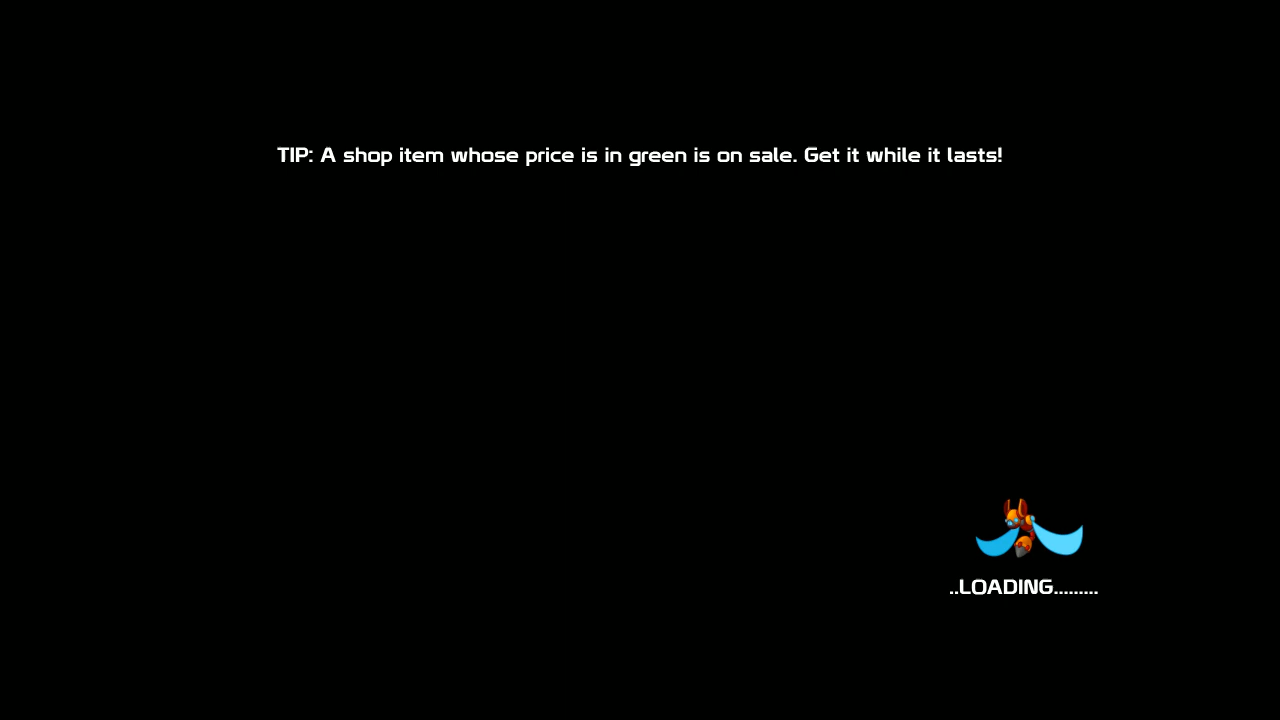 TIP: A shop item whose price is in green is on sale. Get it while it lasts!
..LOADING.........